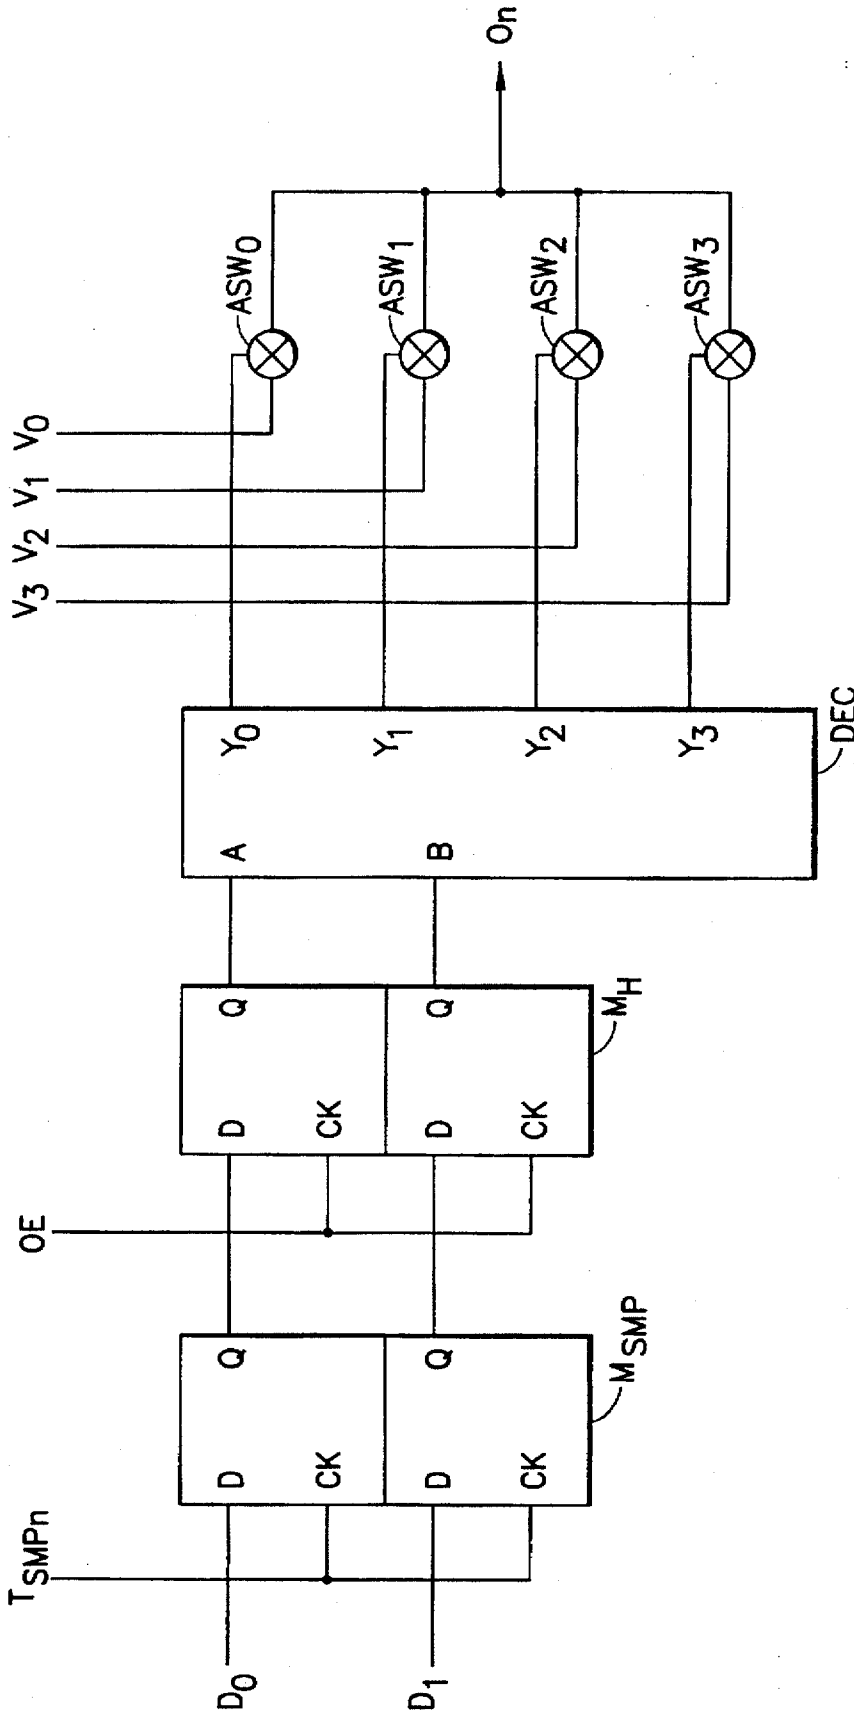 D0
D1
TSMPn
D
CK
D
CK
Q
Q
MSMP
OE
D
CK
D
CK
Q
Q
MH
A
B
Y0
Y1
Y2
Y3
DEC
V3
V2
V1
V0
ASW0
ASW1
ASW2
ASW3
On